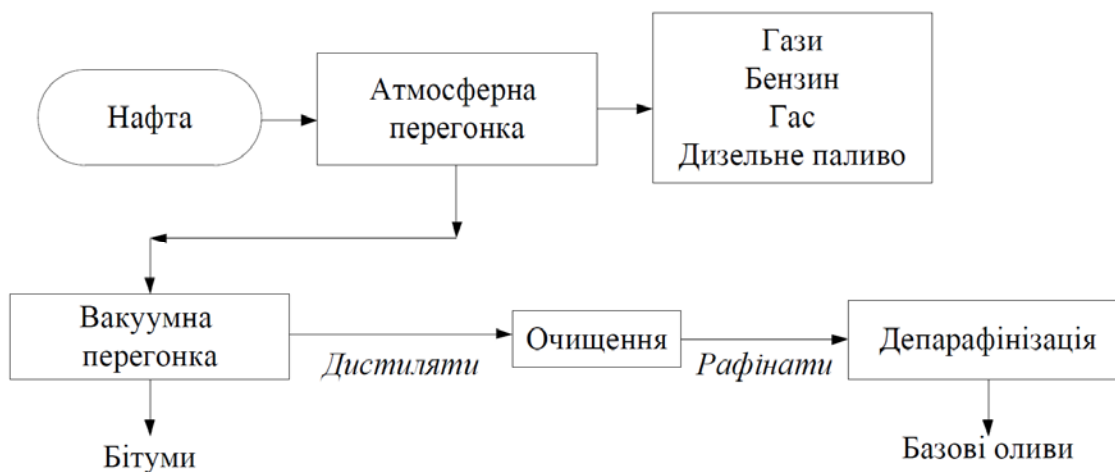 Нафта
Атмосферна
перегонка
Гази
Бензин
Гас
Дизельне паливо
Вакуумна
перегонка
Дистиляти
Очищення
Рафінати
Депарафінізація
Бітуми
Базові оливи